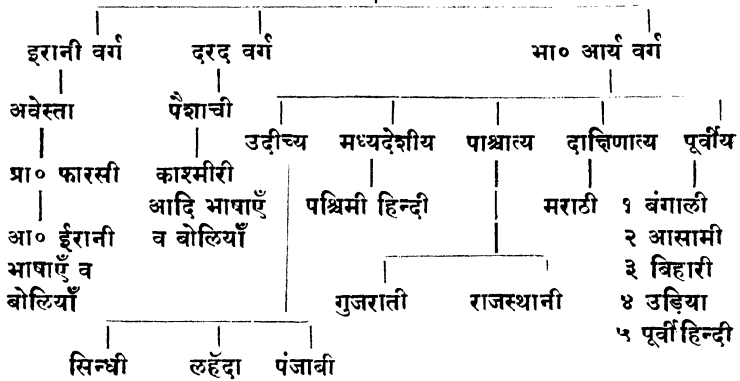 इरानी वर्ग दरद वर्ग भा० आर्य वर्ग
अवेस्ता पैशाची
उदीच्य मध्यदेशीय पाश्चात्य दाक्षिणात्य पूर्वीय
प्रा० फारसी काश्मीरी
आदि भाषाएँ पश्चिमी हिन्दी मराठी १ बंगाली
आ० ईरानी व बोलियाँ २ आसामी
भाषाएँ व ३ बिहारी
बोलियाँ गुजराती राजस्थानी ४ उड़िया
५ पूर्वी हिन्दी
सिन्धी लहँदा पंजाबी